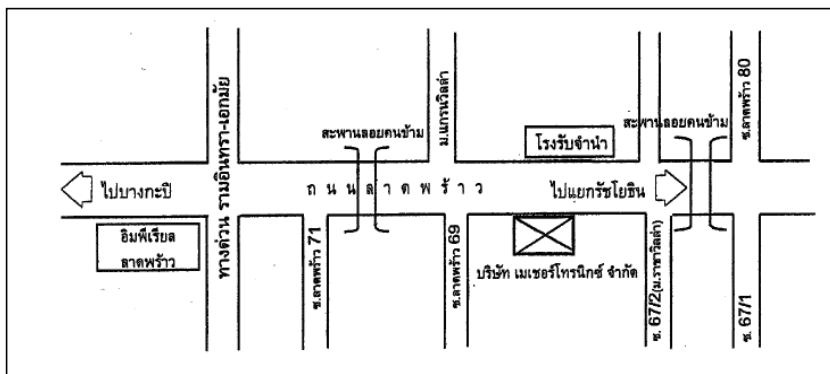 ทางด่วน รามอินทรา-เอกมัย
ม.แกรนวิลล่า
ซ.ลาดพร้าว 80
สะพานลอยคนข้าม
โรงรับจำนำ
สะพานลอยคนข้าม
ไปบางกะปิ
ถนนลาดพร้าว
ไปแยกรัชโยธิน
อิมพีเรียล
ลาดพร้าว
ซ.ลาดพร้าว 71
ซ.ลาดพร้าว 69
บริษัท เมเชอร์โทรนิกซ์ จำกัด
ซ. 67/2(ม.ราชาวิลล่า)
ซ. 67/1